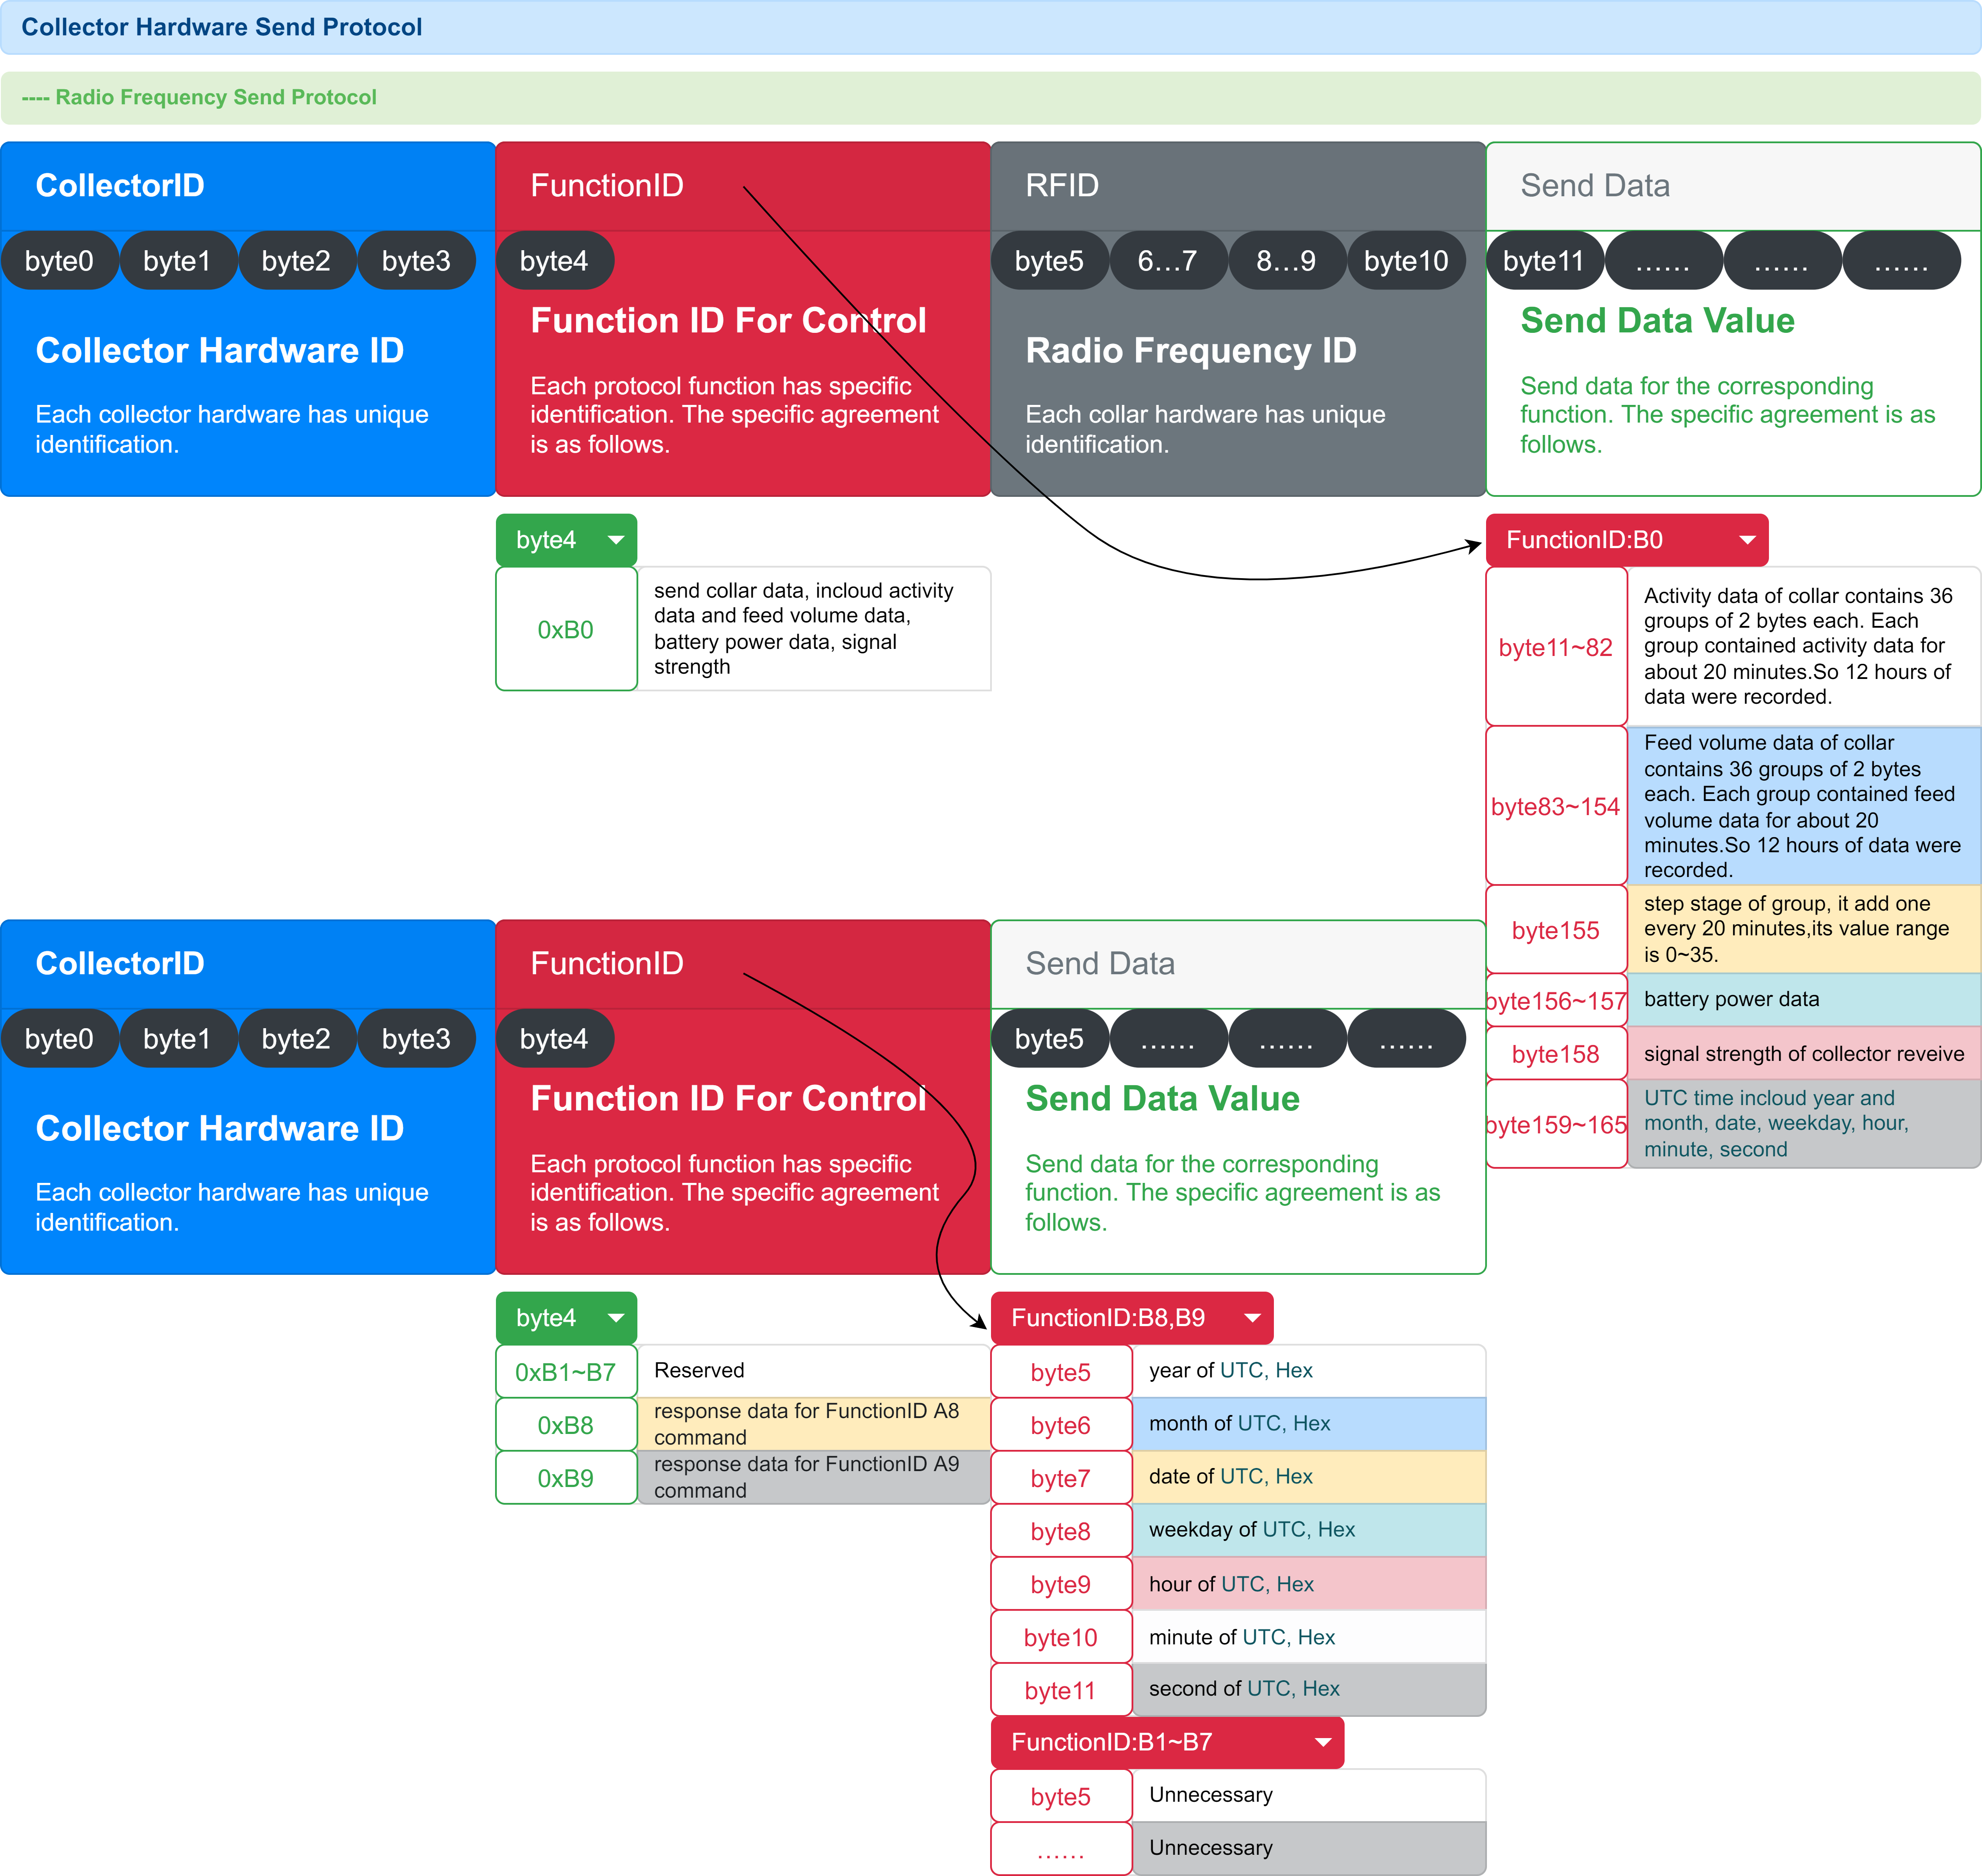 Collector Hardware Send Protocol
---- Radio Frequency Send Protocol
CollectorID
byte0 byte1 byte2 byte3
Collector Hardware ID
Each collector hardware has unique
identification.
FunctionID
byte4
Function ID For Control
Each protocol function has specific
identification. The specific agreement
is as follows.
RFID
byte5 6...7 8...9 byte10
Radio Frequency ID
Each collar hardware has unique
identification.
Send Data
byte11 ...... ...... ......
Send Data Value
Send data for the corresponding
function. The specific agreement is as
follows.
byte4
0xB0
send collar data, incloud activity
data and feed volume data,
battery power data, signal
strength
FunctionID:B0
byte11~82
Activity data of collar contains 36
groups of 2 bytes each. Each
group contained activity data for
about 20 minutes.So 12 hours of
data were recorded.
byte83~154
Feed volume data of collar
contains 36 groups of 2 bytes
each. Each group contained feed
volume data for about 20
minutes.So 12 hours of data were
recorded.
byte155
step stage of group, it add one
every 20 minutes,its value range
is 0~35.
byte156~157
battery power data
byte158
signal strength of collector reveive
byte159~165
UTC time incloud year and
month, date, weekday, hour,
minute, second
CollectorID
byte0 byte1 byte2 byte3
Collector Hardware ID
Each collector hardware has unique
identification.
FunctionID
byte4
Function ID For Control
Each protocol function has specific
identification. The specific agreement
is as follows.
Send Data
byte5 ...... ...... ......
Send Data Value
Send data for the corresponding
function. The specific agreement is as
follows.
byte4
0xB1~B7
Reserved
0xB8
response data for FunctionID A8
command
0xB9
response data for FunctionID A9
command
FunctionID:B8,B9
byte5
year of UTC, Hex
byte6
month of UTC, Hex
byte7
date of UTC, Hex
byte8
weekday of UTC, Hex
byte9
hour of UTC, Hex
byte10
minute of UTC, Hex
byte11
second of UTC, Hex
FunctionID:B1~B7
byte5
Unnecessary
......
Unnecessary